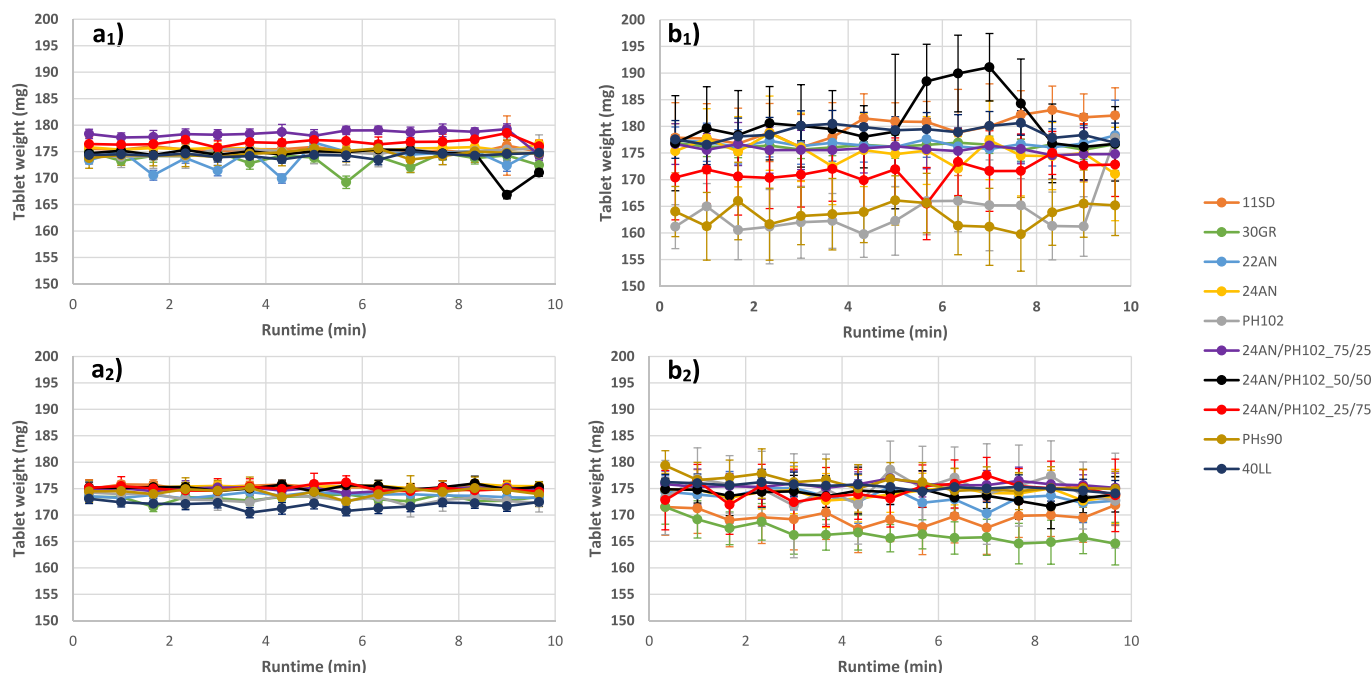 a1)
200
195
190
185
180
175
170
165
160
155
150
Tablet weight (mg)
0 2 4 6 8 10
Runtime (min)
b1)
200
195
190
185
180
175
170
165
160
155
150
Tablet weight (mg)
0 2 4 6 8 10
Runtime (min)
a2)
200
195
190
185
180
175
170
165
160
155
150
Tablet weight (mg)
0 2 4 6 8 10
Runtime (min)
b2)
200
195
190
185
180
175
170
165
160
155
150
Tablet weight (mg)
0 2 4 6 8 10
Runtime (min)
11SD
30GR
22AN
24AN
PH102
24AN/PH102_75/25
24AN/PH102_50/50
24AN/PH102_25/75
PHs90
40LL